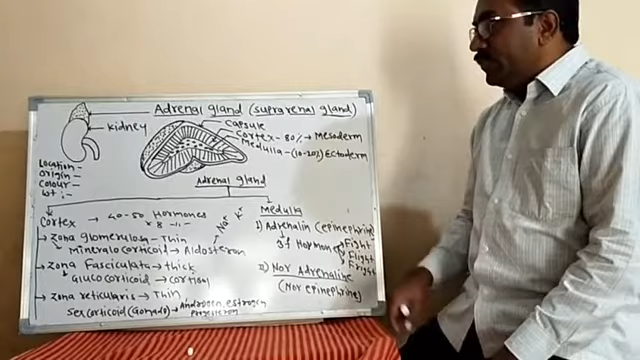 Adrenal gland (suprarenal gland)
Kidney
Capsule
Cortex - 80% → Mesoderm
Medulla - (10-20%) Ectoderm
Location -
Origin -
Colour -
wt :-
Adrenal gland
Cortex → 40-50 Hormones
Zona glomerulosa - Thin
Mineralo corticoid → Aldosteron
Na+ K+
Zona Fasciculata → thick
Gluco corticoid → cortisol
Zona reticularis → Thin
Sex corticoid (Gonads) → Androgen, estrogen
Progesteron
Medulla
I) Adrenalin (epinephrine)
3f Hormone
Fight
Flight
Fright
II) Nor Adrenaline
(Nor epinephrine)